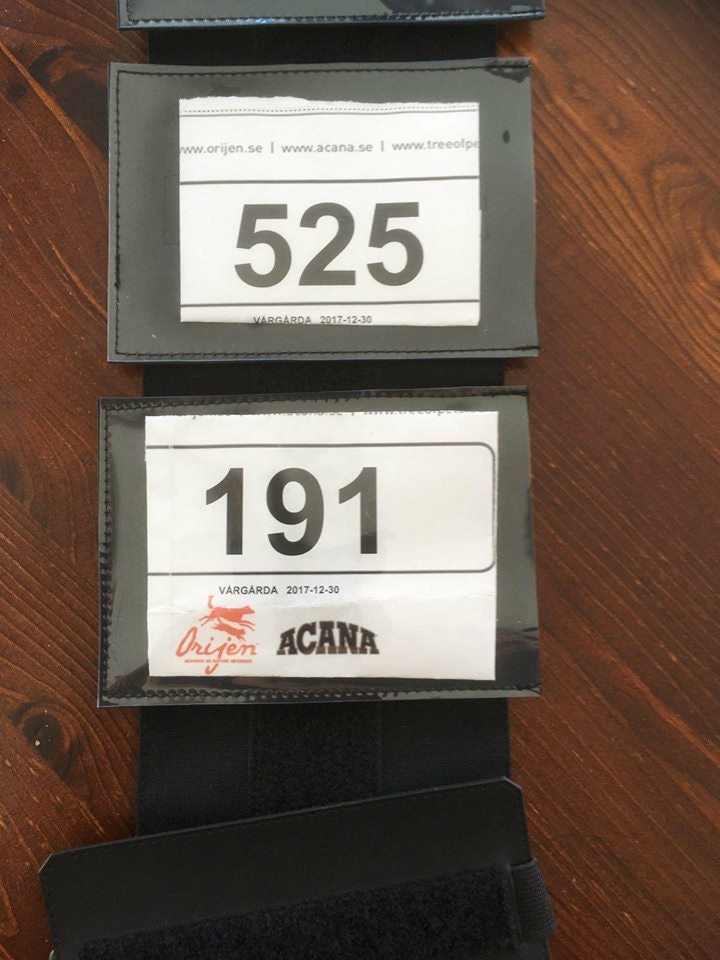 www.orijen.se | www.acana.se | www.treeofpe
525
VÅRGÅRDA 2017-12-30
191
VÅRGÅRDA 2017-12-30
Orijen
ACANA